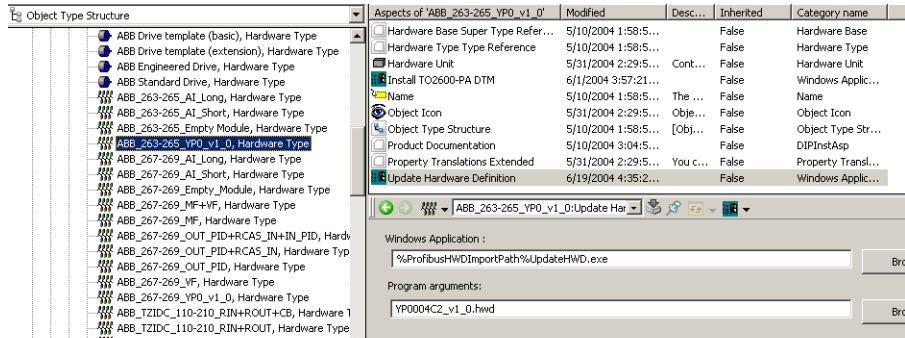 Object Type Structure
ABB Drive template (basic), Hardware Type
ABB Drive template (extension), Hardware Type
ABB Engineered Drive, Hardware Type
ABB Standard Drive, Hardware Type
ABB_263-265_AI_Long, Hardware Type
ABB_263-265_AI_Short, Hardware Type
ABB_263-265_Empty Module, Hardware Type
ABB_263-265_YP0_v1_0, Hardware Type
ABB_267-269_AI_Long, Hardware Type
ABB_267-269_AI_Short, Hardware Type
ABB_267-269_Empty_Module, Hardware Type
ABB_267-269_MF+VF, Hardware Type
ABB_267-269_MF, Hardware Type
ABB_267-269_OUT_PID+RCAS_IN+IN_PID, Hardw
ABB_267-269_OUT_PID+RCAS_IN, Hardware Typ
ABB_267-269_OUT_PID, Hardware Type
ABB_267-269_VF, Hardware Type
ABB_267-269_YP0_v1_0, Hardware Type
ABB_TZIDC_110-210_RIN+ROUT+CB, Hardware T
ABB_TZIDC_110-210_RIN+ROUT, Hardware Type
Aspects of 'ABB_263-265_YP0_v1_0' Modified Desc... Inherited Category name
Hardware Base Super Type Refer... 5/10/2004 1:58:5... False Hardware Base
Hardware Type Type Reference 5/10/2004 1:58:5... False Hardware Type
Hardware Unit 5/31/2004 2:29:5... Cont... False Hardware Unit
Install TO2600-PA DTM 6/1/2004 3:57:21... False Windows Applic...
Name 5/10/2004 1:58:5... The ... False Name
Object Icon 5/31/2004 2:29:5... Obje... False Object Icon
Object Type Structure 5/10/2004 1:58:5... [Obj... False Object Type Str...
Product Documentation 5/10/2004 3:04:5... False DIPInstAsp
Property Translations Extended 5/31/2004 2:29:5... You c... False Property Transl...
Update Hardware Definition 6/19/2004 4:35:2... False Windows Applic...
ABB_263-265_YP0_v1_0:Update Har
Windows Application :
%ProfibusHWDImportPath%UpdateHWD.exe
Bro
Program arguments:
YP0004C2_v1_0.hwd
Bro